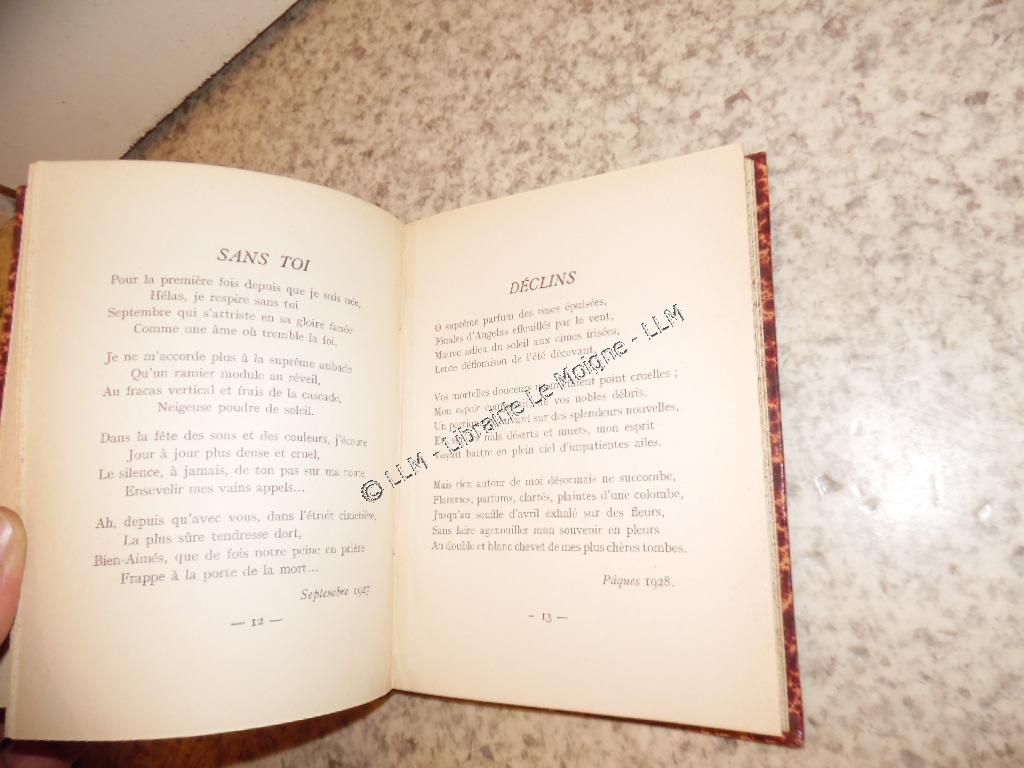 SANS TOI
Pour la première fois depuis que je suis née,
Hélas, je respire sans toi
Septembre qui s'attriste en sa gloire fanée
Comme une âme où tremble la foi.
Je ne m'accorde plus à la suprême aubade
Qu'un ramier module au réveil,
Au fracas vertical et frais de la cascade,
Neigeuse poudre de soleil.
Dans la fête des sons et des couleurs, j'écoute
Jour à jour plus dense et cruel,
Le silence, à jamais, de ton pas sur ma route
Ensevelir mes vains appels...
Ah, depuis qu'avec vous, dans l'étroit cimetière,
La plus sûre tendresse dort,
Bien-Aimés, que de fois notre peine en prière
Frappe à la porte de la mort...
Septembre 1927
— 12 —
DÉCLINS
O suprême parfum des roses épuisées,
Finales d'Angelus effeuillés par le vent,
Mauve adieu du soleil aux cimes irisées,
Lente défloraison de l'été décevant,
Vos mortelles douceurs point cruelles ;
Mon espoir vos nobles débris,
Un sur des splendeurs nouvelles,
nids déserts et muets, mon esprit
Voyait battre en plein ciel d'impatientes ailes.
Mais rien autour de moi désormais ne succombe,
Flammes, parfums, clartés, plaintes d'une colombe,
Jusqu'au souffle d'avril exhalé sur des fleurs,
Sans faire agenouiller mon souvenir en pleurs
Au double et blanc chevet de mes plus chères tombes.
Pâques 1928.
- 13 —
© LLM - Librairie Le Moigne - LLM